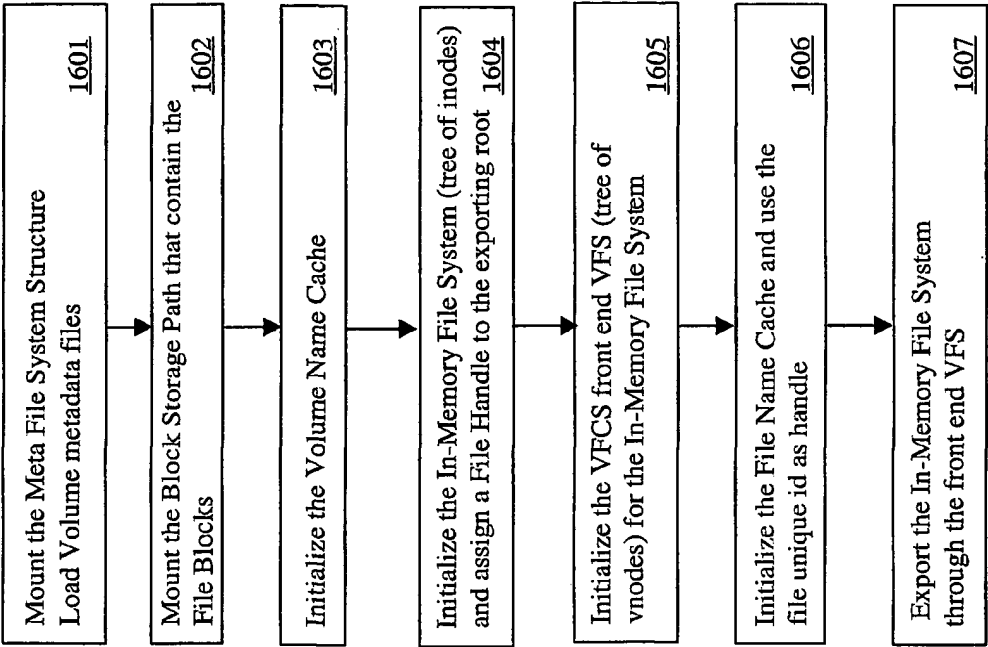 Mount the Meta File System Structure
Load Volume metadata files
1601
Mount the Block Storage Path that contain the
File Blocks
1602
Initialize the Volume Name Cache
1603
Initialize the In-Memory File System (tree of inodes)
and assign a File Handle to the exporting root
1604
Initialize the VFCS front end VFS (tree of
vnodes) for the In-Memory File System
1605
Initialize the File Name Cache and use the
file unique id as handle
1606
Export the In-Memory File System
through the front end VFS
1607